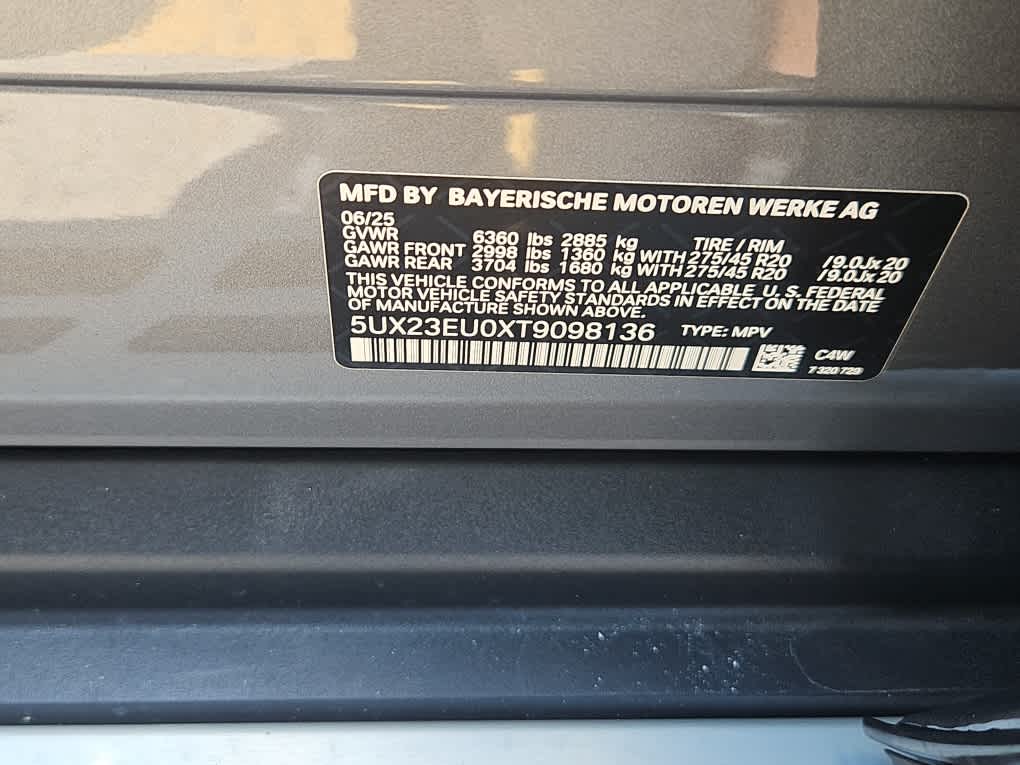 MFD BY BAYERISCHE MOTOREN WERKE AG
06/25
GVWR 6360 lbs 2885 kg TIRE / RIM
GAWR FRONT 2998 lbs 1360 kg WITH 275/45 R20 /9.0Jx20
GAWR REAR 3704 lbs 1680 kg WITH 275/45 R20 /9.0Jx20
THIS VEHICLE CONFORMS TO ALL APPLICABLE U.S. FEDERAL
MOTOR VEHICLE SAFETY STANDARDS IN EFFECT ON THE DATE
OF MANUFACTURE SHOWN ABOVE.
5UX23EU0XT9098136 TYPE: MPV
C4W
7 320 729